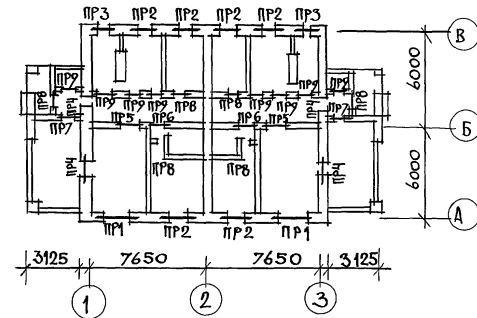 ПР3 ПР2 ПР2 ПР2 ПР2 ПР3
В
6000
ПР9 ПР9
ПР8 ПР4 ПР9 ПР9 ПР9 ПР8 ПР8 ПР9 ПР9 ПР9 ПР4 ПР8
ПР7 ПР5 ПР6 ПР6 ПР5 ПР7
Б
ПР4 ПР8 ПР8 ПР4
6000
ПР1 ПР2 ПР2 ПР1
А
3125 7650 7650 3125
1 2 3